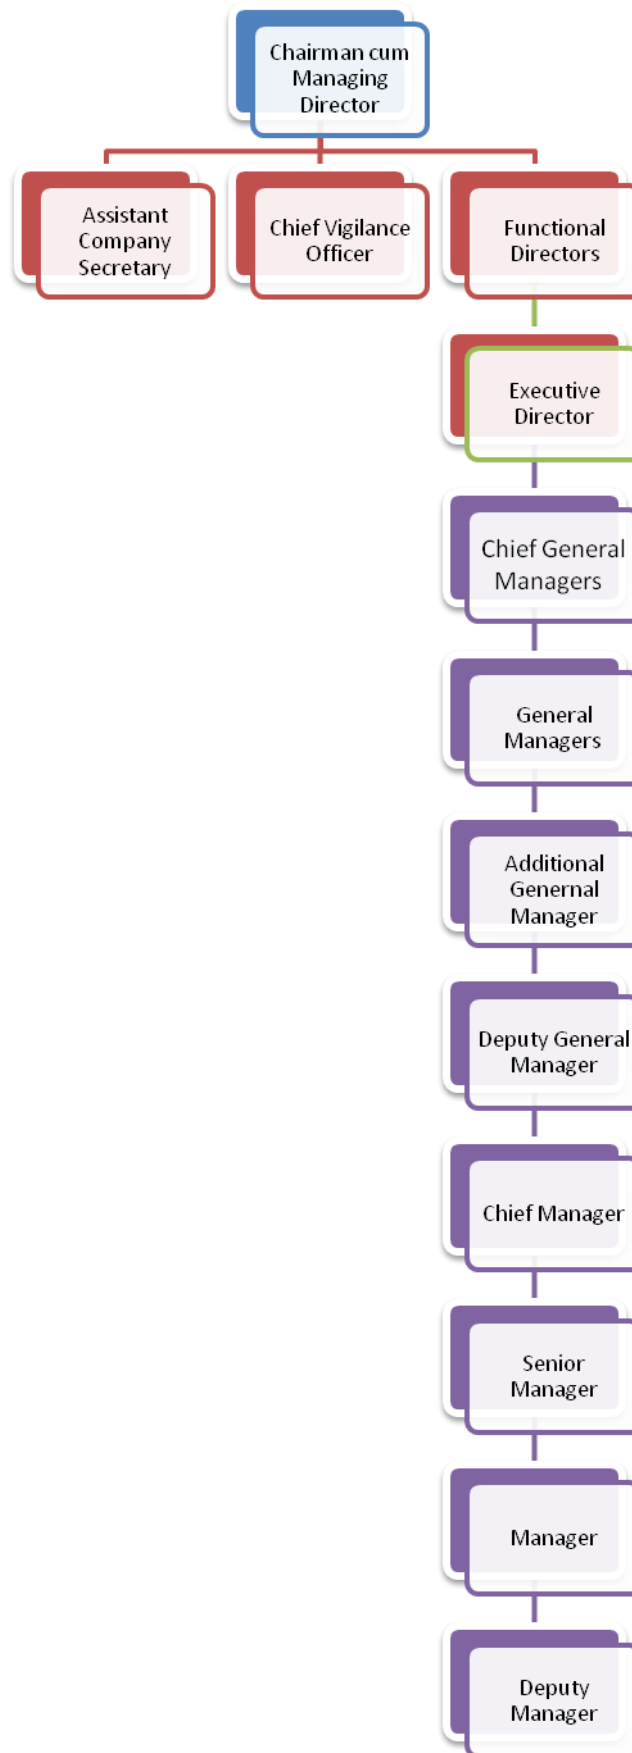 Chairman cum
Managing
Director
Assistant
Company
Secretary
Chief Vigilance
Officer
Functional
Directors
Executive
Director
Chief General
Managers
General
Managers
Additional
Genernal
Manager
Deputy General
Manager
Chief Manager
Senior
Manager
Manager
Deputy
Manager